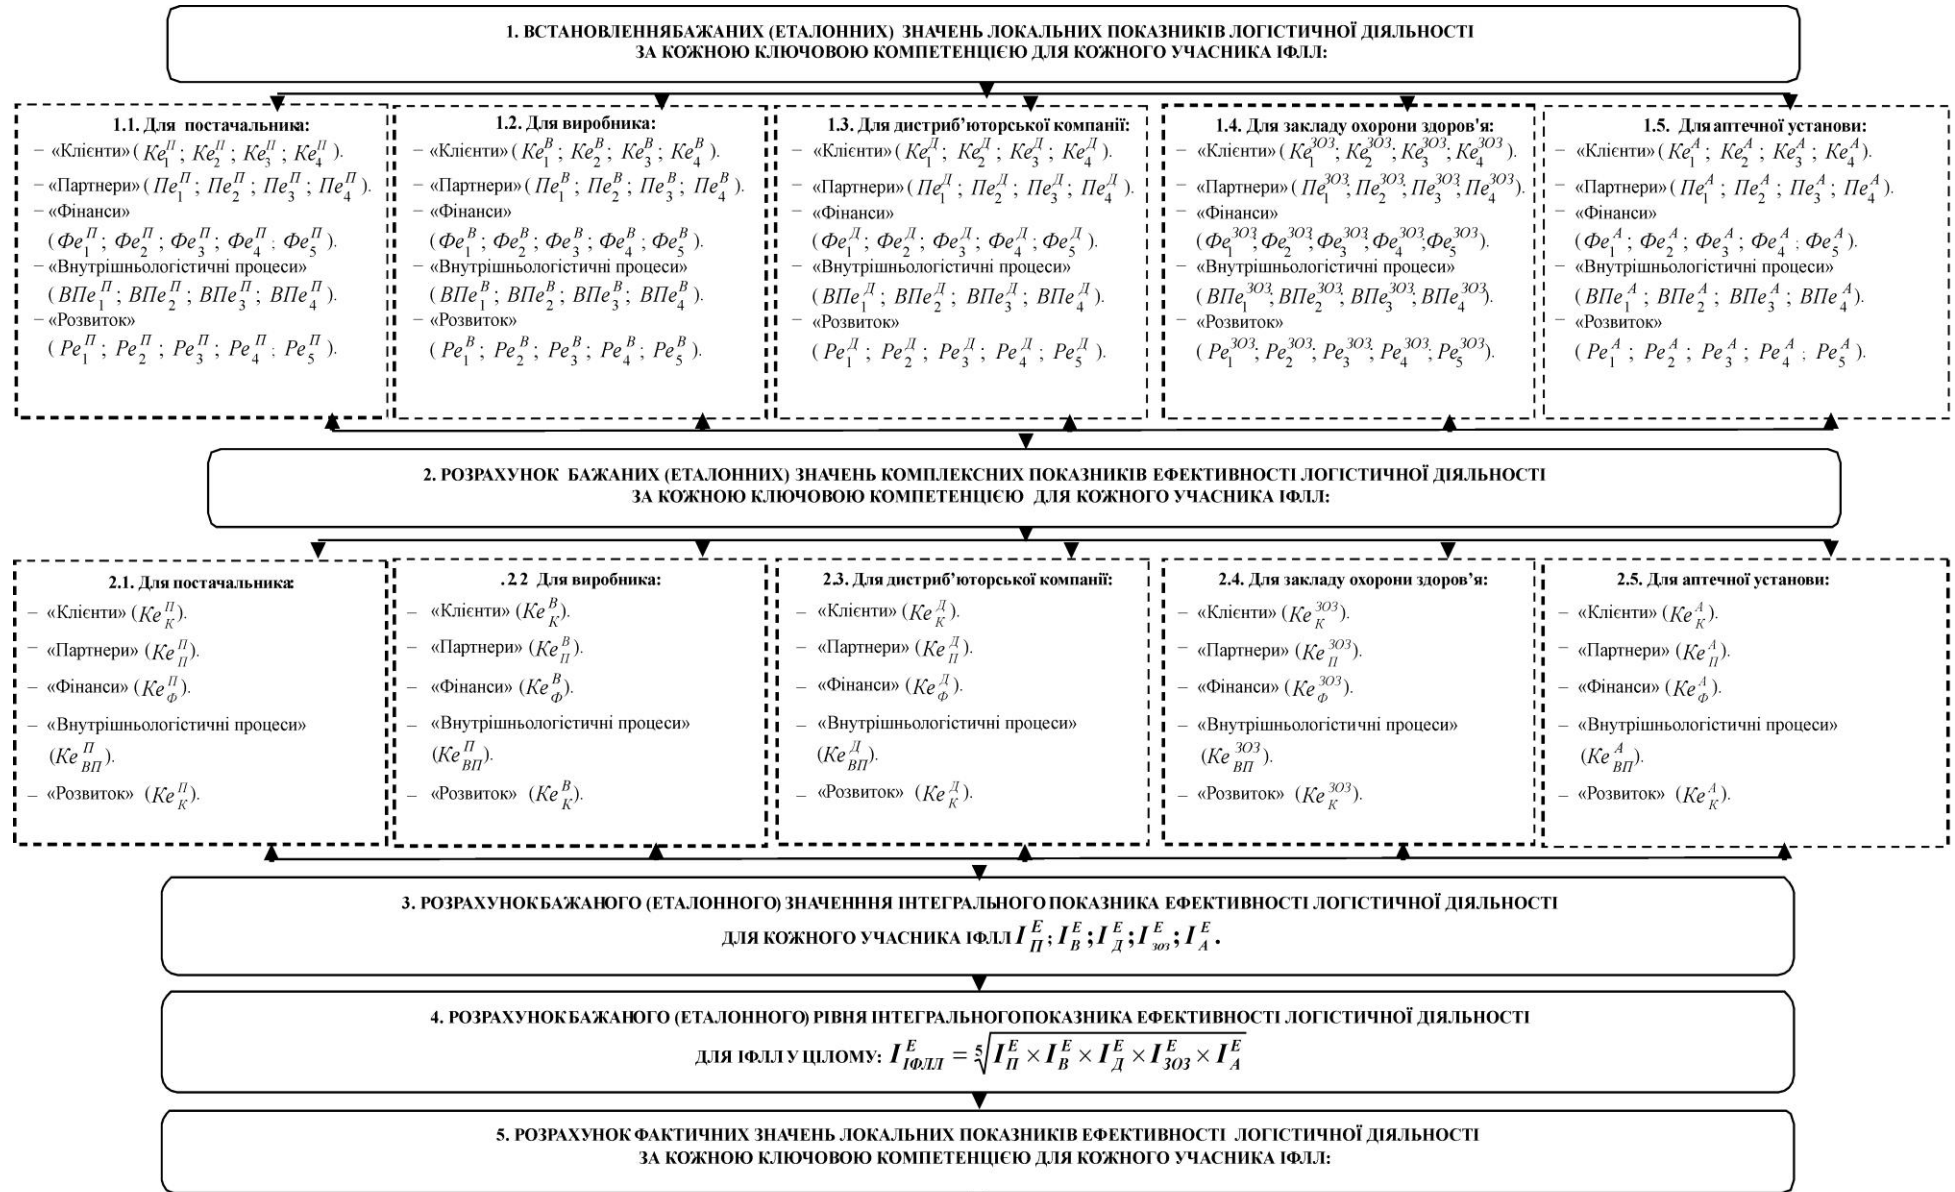 1. ВСТАНОВЛЕННЯБАЖАНИХ (ЕТАЛОННИХ) ЗНАЧЕНЬ ЛОКАЛЬНИХ ПОКАЗНИКІВ ЛОГІСТИЧНОЇ ДІЯЛЬНОСТІ
ЗА КОЖНОЮ КЛЮЧОВОЮ КОМПЕТЕНЦІЄЮ ДЛЯ КОЖНОГО УЧАСНИКА ІФЛЛ:
1.1. Для постачальника:
– «Клієнти» (Ke₁^П ; Ke₂^П ; Ke₃^П ; Ke₄^П).
– «Партнери» (Пe₁^П ; Пe₂^П ; Пe₃^П ; Пe₄^П).
– «Фінанси»
(Фe₁^П ; Фe₂^П ; Фe₃^П ; Фe₄^П ; Фe₅^П).
– «Внутрішньологістичні процеси»
(ВПe₁^П ; ВПe₂^П ; ВПe₃^П ; ВПe₄^П).
– «Розвиток»
(Pe₁^П ; Pe₂^П ; Pe₃^П ; Pe₄^П ; Pe₅^П).
1.2. Для виробника:
– «Клієнти» (Ke₁^В ; Ke₂^В ; Ke₃^В ; Ke₄^В).
– «Партнери» (Пe₁^В ; Пe₂^В ; Пe₃^В ; Пe₄^В).
– «Фінанси»
(Фe₁^В ; Фe₂^В ; Фe₃^В ; Фe₄^В ; Фe₅^В).
– «Внутрішньологістичні процеси»
(ВПe₁^В ; ВПe₂^В ; ВПe₃^В ; ВПe₄^В).
– «Розвиток»
(Pe₁^В ; Pe₂^В ; Pe₃^В ; Pe₄^В ; Pe₅^В).
1.3. Для дистриб’юторської компанії:
– «Клієнти» (Ke₁^Д ; Ke₂^Д ; Ke₃^Д ; Ke₄^Д).
– «Партнери» (Пe₁^Д ; Пe₂^Д ; Пe₃^Д ; Пe₄^Д).
– «Фінанси»
(Фe₁^Д ; Фe₂^Д ; Фe₃^Д ; Фe₄^Д ; Фe₅^Д).
– «Внутрішньологістичні процеси»
(ВПe₁^Д ; ВПe₂^Д ; ВПe₃^Д ; ВПe₄^Д).
– «Розвиток»
(Pe₁^Д ; Pe₂^Д ; Pe₃^Д ; Pe₄^Д ; Pe₅^Д).
1.4. Для закладу охорони здоров'я:
– «Клієнти» (Ke₁^ЗОЗ; Ke₂^ЗОЗ; Ke₃^ЗОЗ; Ke₄^ЗОЗ).
– «Партнери» (Пe₁^ЗОЗ; Пe₂^ЗОЗ; Пe₃^ЗОЗ; Пe₄^ЗОЗ).
– «Фінанси»
(Фe₁^ЗОЗ; Фe₂^ЗОЗ; Фe₃^ЗОЗ; Фe₄^ЗОЗ; Фe₅^ЗОЗ).
– «Внутрішньологістичні процеси»
(ВПe₁^ЗОЗ; ВПe₂^ЗОЗ; ВПe₃^ЗОЗ; ВПe₄^ЗОЗ).
– «Розвиток»
(Pe₁^ЗОЗ; Pe₂^ЗОЗ; Pe₃^ЗОЗ; Pe₄^ЗОЗ; Pe₅^ЗОЗ).
1.5. Для аптечної установи:
– «Клієнти» (Ke₁^А ; Ke₂^А ; Ke₃^А ; Ke₄^А).
– «Партнери» (Пe₁^А ; Пe₂^А ; Пe₃^А ; Пe₄^А).
– «Фінанси»
(Фe₁^А ; Фe₂^А ; Фe₃^А ; Фe₄^А ; Фe₅^А).
– «Внутрішньологістичні процеси»
(ВПe₁^А ; ВПe₂^А ; ВПe₃^А ; ВПe₄^А).
– «Розвиток»
(Pe₁^А ; Pe₂^А ; Pe₃^А ; Pe₄^А ; Pe₅^А).
2. РОЗРАХУНОК БАЖАНИХ (ЕТАЛОННИХ) ЗНАЧЕНЬ КОМПЛЕКСНИХ ПОКАЗНИКІВ ЕФЕКТИВНОСТІ ЛОГІСТИЧНОЇ ДІЯЛЬНОСТІ
ЗА КОЖНОЮ КЛЮЧОВОЮ КОМПЕТЕНЦІЄЮ ДЛЯ КОЖНОГО УЧАСНИКА ІФЛЛ:
2.1. Для постачальника:
– «Клієнти» (Ke_К^П).
– «Партнери» (Ke_П^П).
– «Фінанси» (Ke_Ф^П).
– «Внутрішньологістичні процеси»
(Ke_ВП^П).
– «Розвиток» (Ke_К^П).
.2.2 Для виробника:
– «Клієнти» (Ke_К^В).
– «Партнери» (Ke_П^В).
– «Фінанси» (Ke_Ф^В).
– «Внутрішньологістичні процеси»
(Ke_ВП^П).
– «Розвиток» (Ke_К^В).
2.3. Для дистриб’юторської компанії:
– «Клієнти» (Ke_К^Д).
– «Партнери» (Ke_П^Д).
– «Фінанси» (Ke_Ф^Д).
– «Внутрішньологістичні процеси»
(Ke_ВП^Д).
– «Розвиток» (Ke_К^Д).
2.4. Для закладу охорони здоров’я:
– «Клієнти» (Ke_К^ЗОЗ).
– «Партнери» (Ke_П^ЗОЗ).
– «Фінанси» (Ke_Ф^ЗОЗ).
– «Внутрішньологістичні процеси»
(Ke_ВП^ЗОЗ).
– «Розвиток» (Ke_К^ЗОЗ).
2.5. Для аптечної установи:
– «Клієнти» (Ke_К^А).
– «Партнери» (Ke_П^А).
– «Фінанси» (Ke_Ф^А).
– «Внутрішньологістичні процеси»
(Ke_ВП^А).
– «Розвиток» (Ke_К^А).
3. РОЗРАХУНОК БАЖАНОГО (ЕТАЛОННОГО) ЗНАЧЕНННЯ ІНТЕГРАЛЬНОГО ПОКАЗНИКА ЕФЕКТИВНОСТІ ЛОГІСТИЧНОЇ ДІЯЛЬНОСТІ
ДЛЯ КОЖНОГО УЧАСНИКА ІФЛЛ I_П^E; I_В^E; I_Д^E; I_зоз^E; I_А^E.
4. РОЗРАХУНОК БАЖАНОГО (ЕТАЛОННОГО) РІВНЯ ІНТЕГРАЛЬНОГО ПОКАЗНИКА ЕФЕКТИВНОСТІ ЛОГІСТИЧНОЇ ДІЯЛЬНОСТІ
ДЛЯ ІФЛЛ У ЦІЛОМУ: I_ІФЛЛ^E = ⁵√(I_П^E × I_В^E × I_Д^E × I_ЗОЗ^E × I_А^E)
5. РОЗРАХУНОК ФАКТИЧНИХ ЗНАЧЕНЬ ЛОКАЛЬНИХ ПОКАЗНИКІВ ЕФЕКТИВНОСТІ ЛОГІСТИЧНОЇ ДІЯЛЬНОСТІ
ЗА КОЖНОЮ КЛЮЧОВОЮ КОМПЕТЕНЦІЄЮ ДЛЯ КОЖНОГО УЧАСНИКА ІФЛЛ: